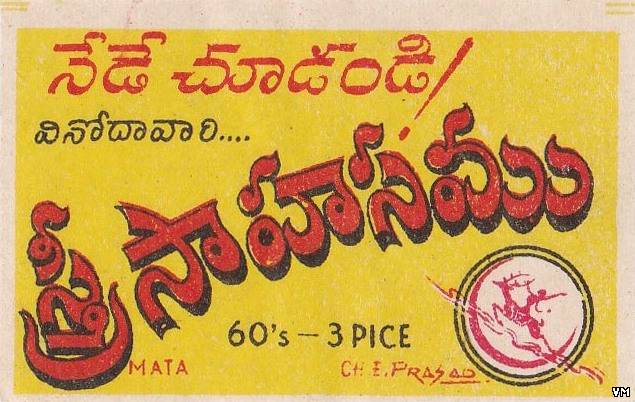 నేడే చూడండి!
వినోదావారి....
స్త్రీ సాహసము
60's – 3 PICE
MATA
CH. E. PRASAD.
VM